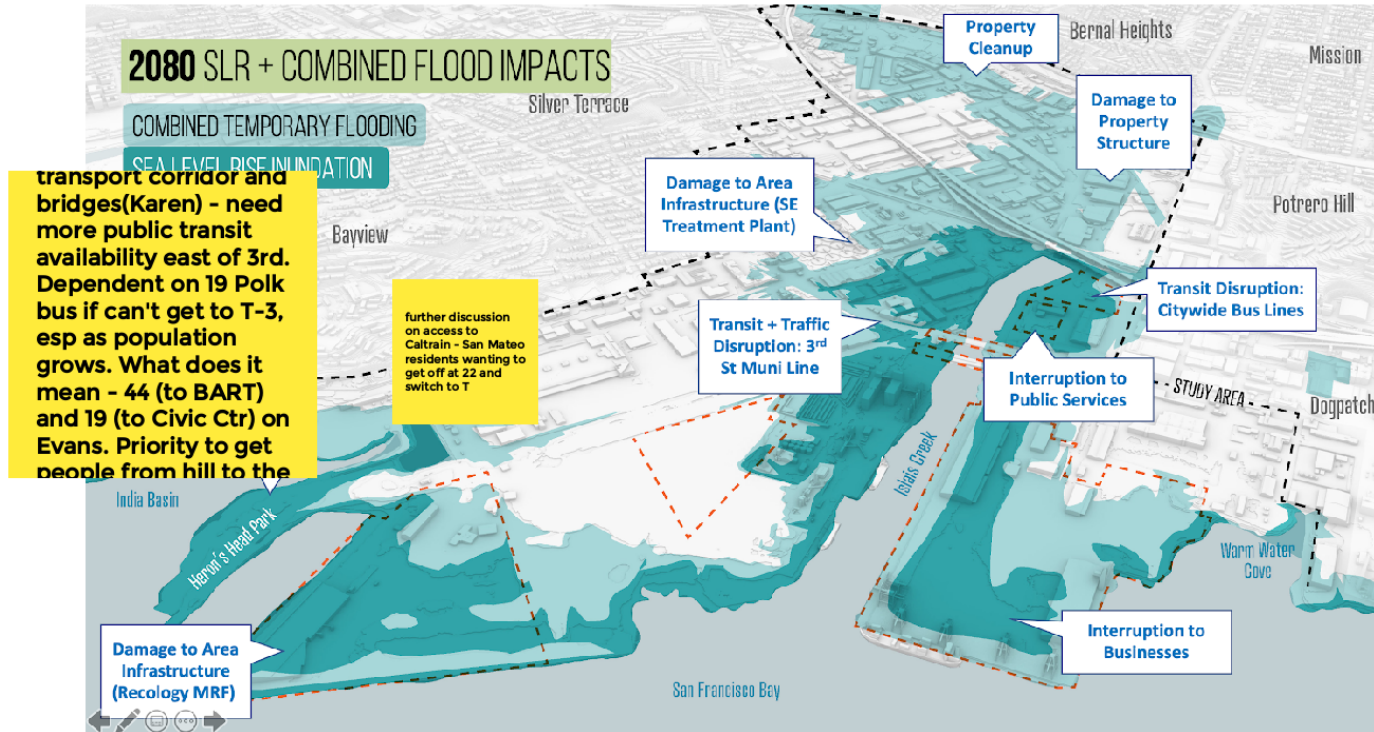 2080 SLR + COMBINED FLOOD IMPACTS
COMBINED TEMPORARY FLOODING
SEA LEVEL RISE INUNDATION
transport corridor and
bridges(Karen) - need
more public transit
availability east of 3rd.
Dependent on 19 Polk
bus if can't get to T-3,
esp as population
grows. What does it
mean - 44 (to BART)
and 19 (to Civic Ctr) on
Evans. Priority to get
people from hill to the
further discussion
on access to
Caltrain - San Mateo
residents wanting to
get off at 22 and
switch to T
Silver Terrace
Bayview
Property
Cleanup
Bernal Heights
Mission
Damage to
Property
Structure
Potrero Hill
Damage to Area
Infrastructure (SE
Treatment Plant)
Transit Disruption:
Citywide Bus Lines
Transit + Traffic
Disruption: 3rd
St Muni Line
Interruption to
Public Services
STUDY AREA
Dogpatch
Islais Creek
India Basin
Heron's Head Park
Warm Water
Cove
Damage to Area
Infrastructure
(Recology MRF)
Interruption to
Businesses
San Francisco Bay